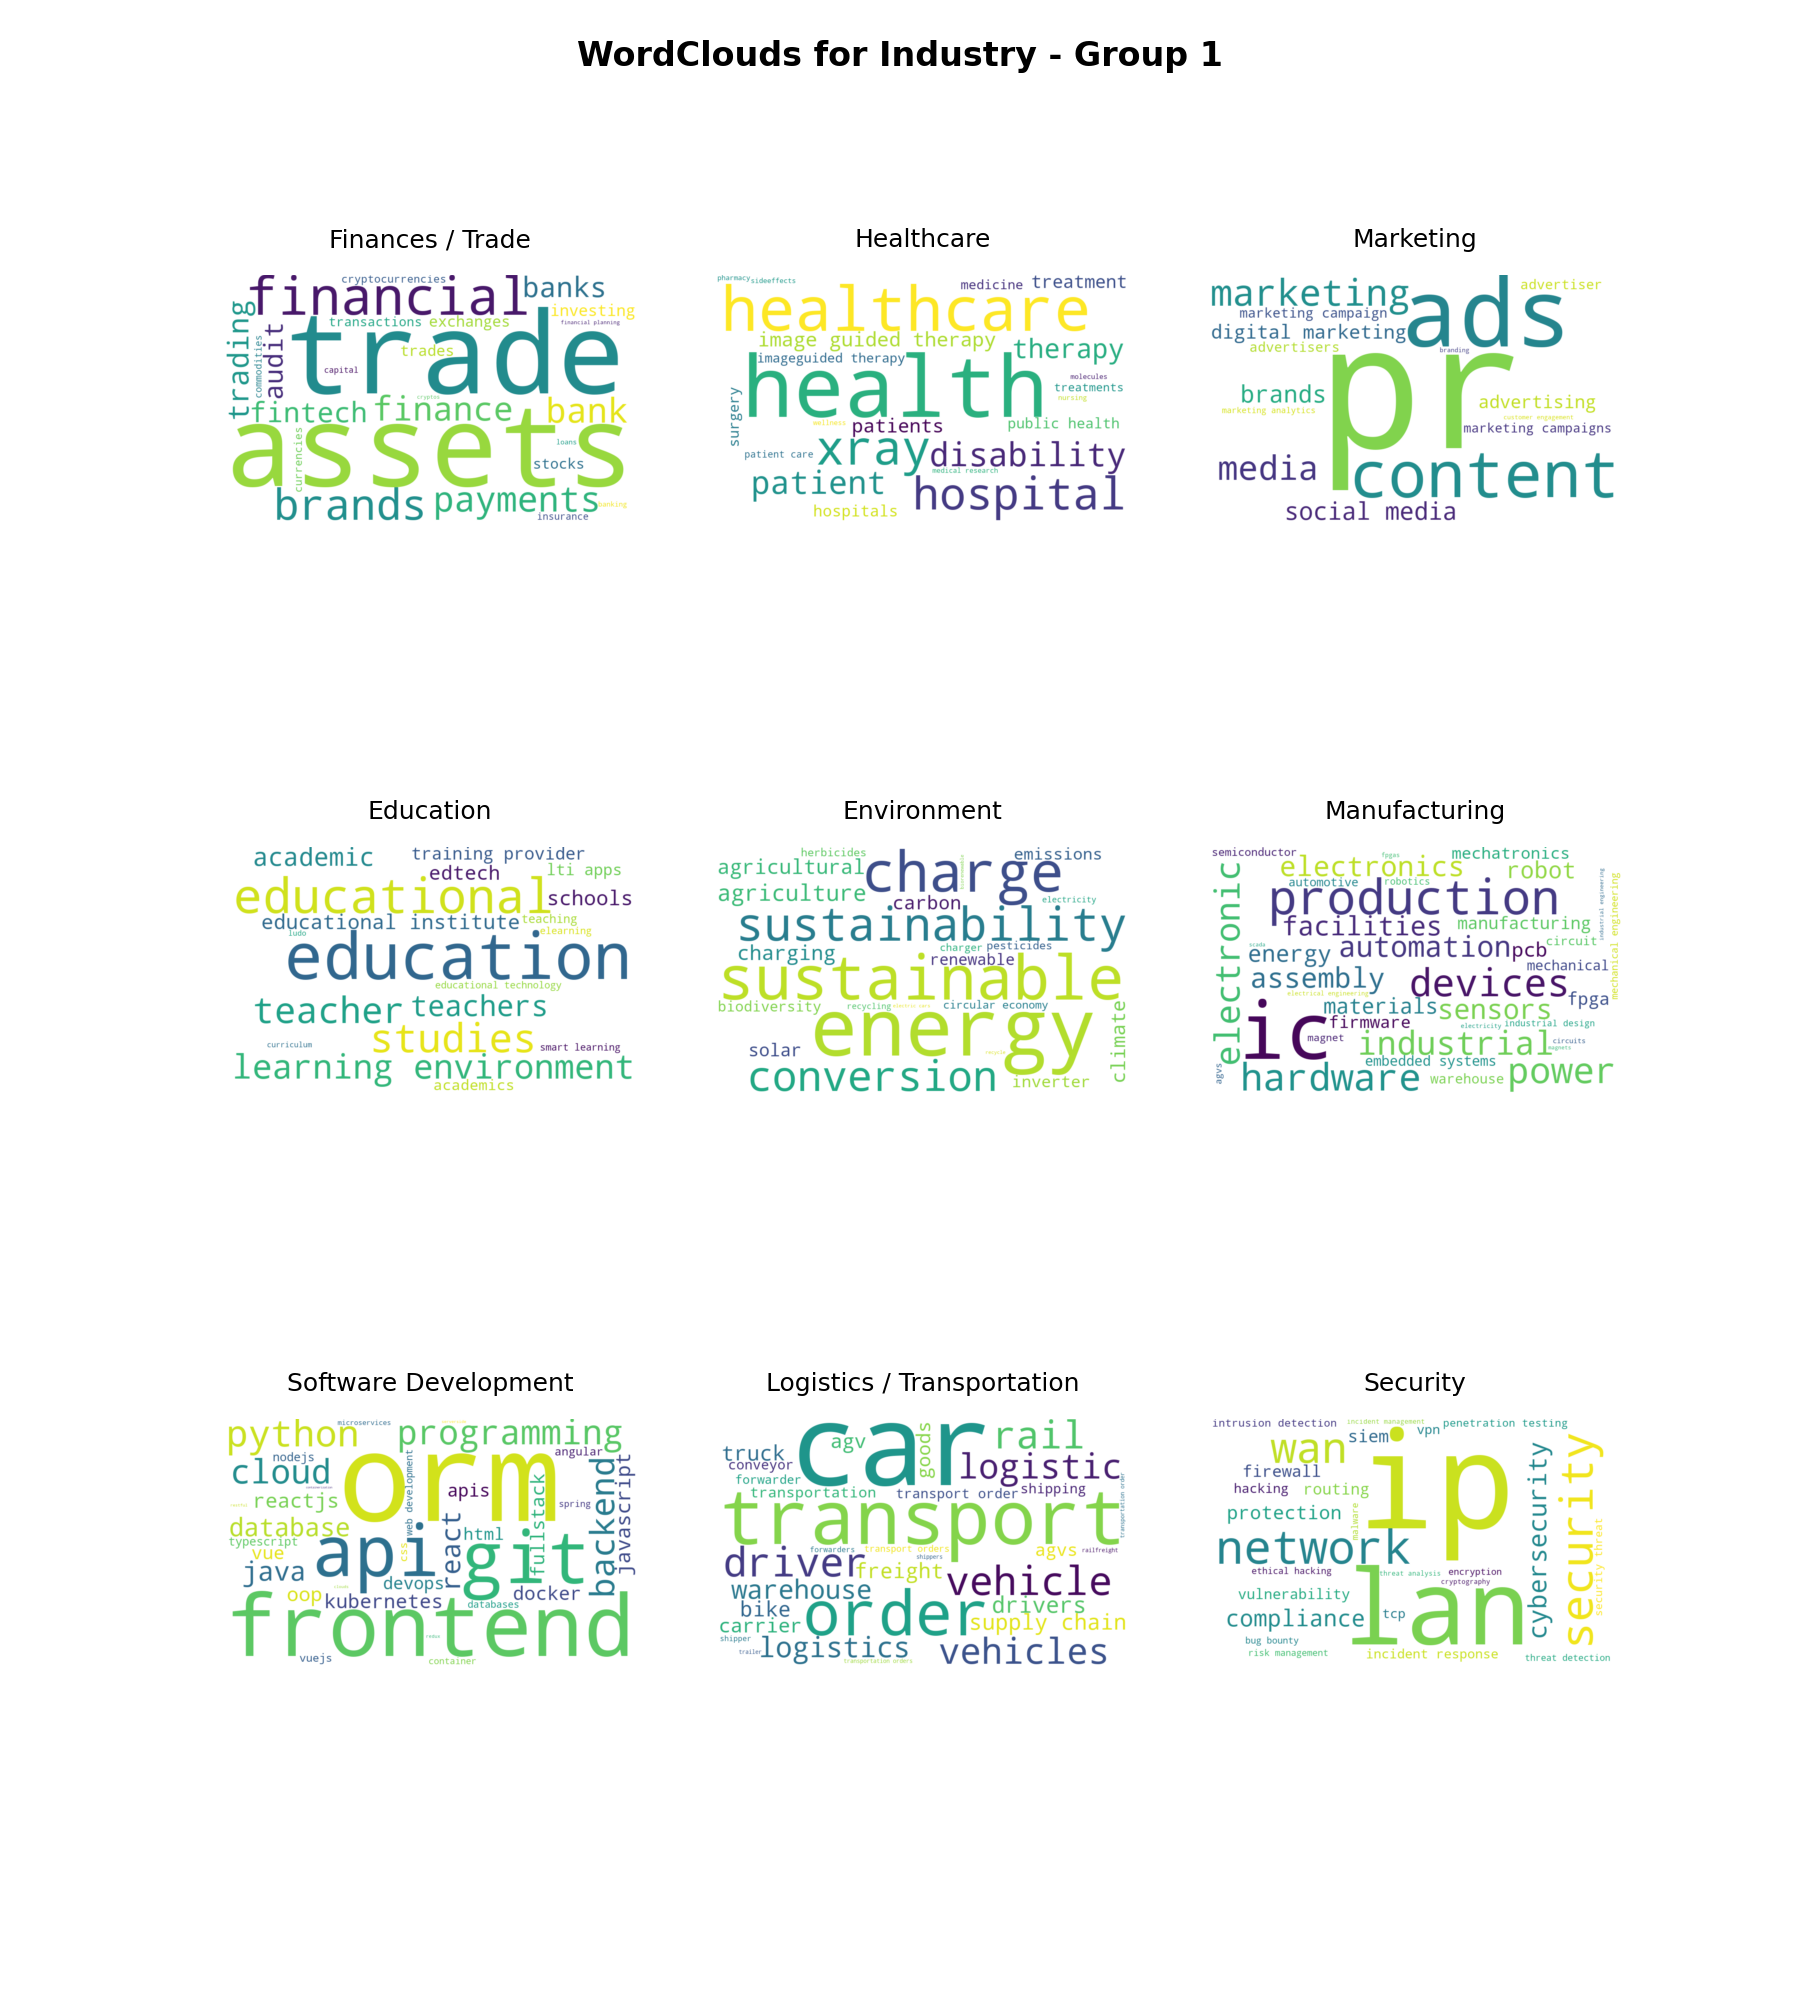 WordClouds for Industry - Group 1
Finances / Trade
cryptocurrencies
financial
banks
investing
transactions exchanges
financial planning
trading
commodities
audit
trade
trades
capital
cryptos
fintech
finance
bank
assets
currencies
loans
stocks
brands
payments
banking
insurance
Healthcare
pharmacy
sideeffects
medicine
treatment
healthcare
image guided therapy
therapy
imageguided therapy
health
molecules
treatments
nursing
surgery
wellness
patients
public health
xray
disability
patient care
medical research
patient
hospital
hospitals
Marketing
marketing
ads
advertiser
marketing campaign
digital marketing
advertisers
branding
pr
brands
advertising
marketing analytics
customer engagement
marketing campaigns
media
content
social media
Education
academic
training provider
edtech
lti apps
educational
schools
educational institute
teaching
ludo
elearning
education
educational technology
teacher
teachers
studies
curriculum
smart learning
learning environment
academics
Environment
herbicides
emissions
agricultural
charge
agriculture
carbon
electricity
sustainability
charging
charger
pesticides
renewable
sustainable
biodiversity
recycling
circular economy
energy
climate
solar
recycle
conversion
inverter
Manufacturing
semiconductor
fpgas
mechatronics
electronics
robot
automotive
robotics
electronic
production
industrial engineering
mechanical engineering
facilities
manufacturing
scada
energy
automation
pcb
circuit
mechanical
assembly
devices
electrical engineering
materials
sensors
fpga
ic
firmware
electricity
industrial design
magnet
industrial
circuits
magnets
embedded systems
agvs
hardware
warehouse
power
Software Development
microservices
python
programming
nodejs
angular
cloud
orm
web development
apis
fullstack
backend
javascript
reactjs
spring
database
typescript
vue
css
api
react
html
git
java
devops
oop
kubernetes
docker
databases
frontend
redux
vuejs
container
Logistics / Transportation
car
rail
agv
goods
truck
conveyor
logistic
forwarder
transportation
transport order
shipping
transportation order
transport
forwarders
transport orders
agvs
railfreight
shippers
driver
freight
vehicle
warehouse
bike
order
drivers
carrier
supply chain
shipper
trailer
logistics
vehicles
transportation orders
Security
intrusion detection
incident management
vpn
penetration testing
siem
wan
ip
firewall
hacking
routing
cybersecurity
security
protection
malware
network
security threat
ethical hacking
threat analysis
encryption
cryptography
lan
vulnerability
compliance
tcp
bug bounty
risk management
incident response
threat detection